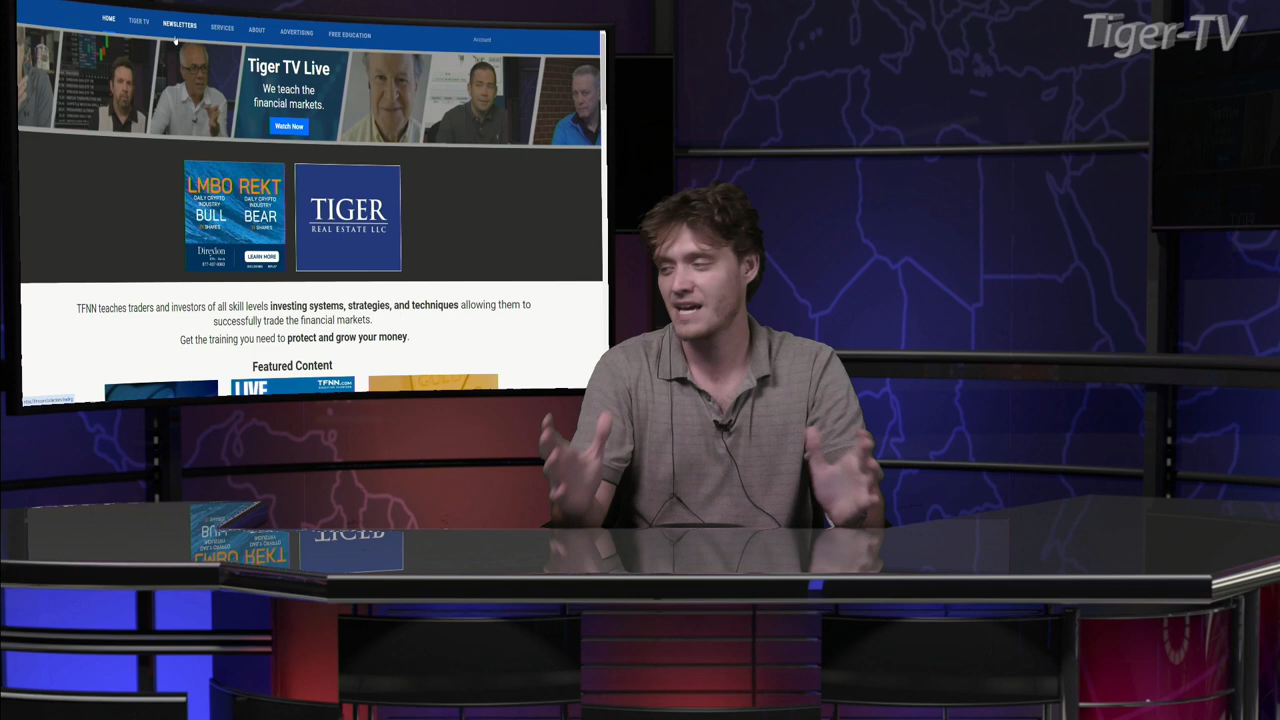 HOME TIGER TV NEWSLETTERS SERVICES ABOUT ADVERTISING FREE EDUCATION Account
Tiger-TV
Tiger TV Live
We teach the
financial markets.
Watch Now
LMBO REKT
DAILY CRYPTO INDUSTRY BULL
DAILY CRYPTO INDUSTRY BEAR
Direxion
LEARN MORE
TIGER
REAL ESTATE LLC
TFNN teaches traders and investors of all skill levels investing systems, strategies, and techniques allowing them to
successfully trade the financial markets.
Get the training you need to protect and grow your money.
Featured Content
LIVE TFNN.COM
GOLD